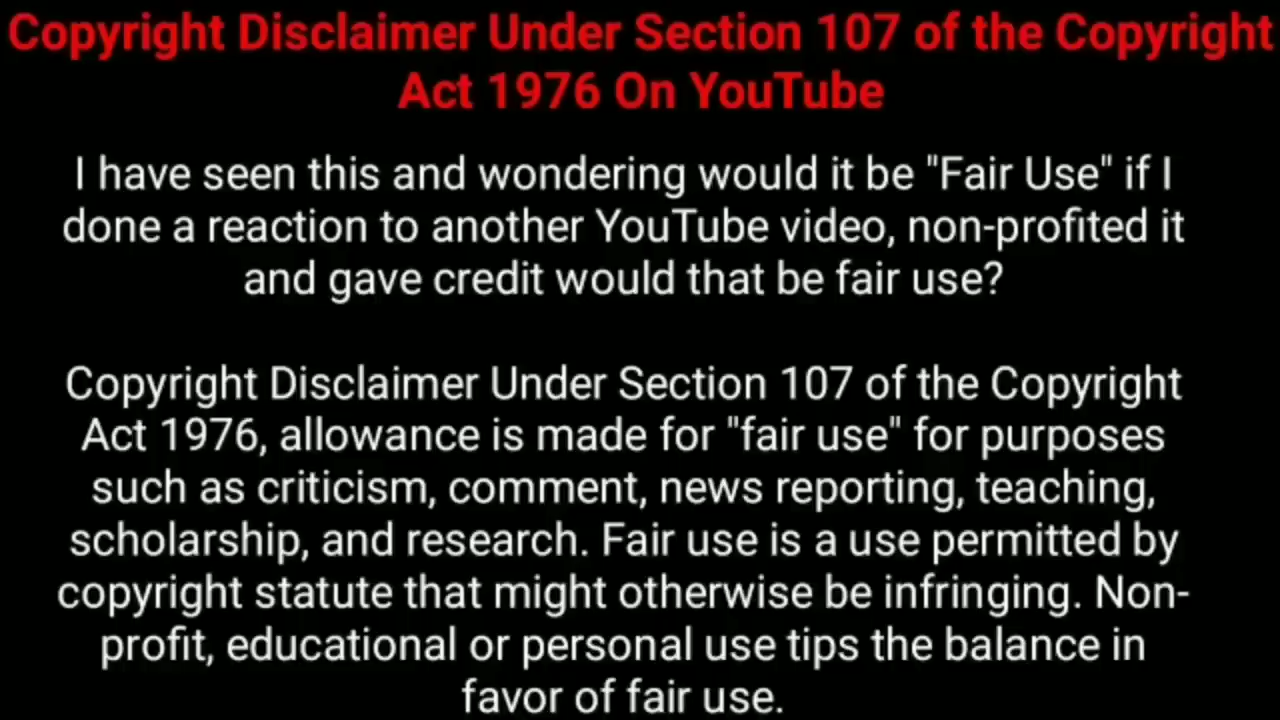 Copyright Disclaimer Under Section 107 of the Copyright
Act 1976 On YouTube
I have seen this and wondering would it be "Fair Use" if I
done a reaction to another YouTube video, non-profited it
and gave credit would that be fair use?
Copyright Disclaimer Under Section 107 of the Copyright
Act 1976, allowance is made for "fair use" for purposes
such as criticism, comment, news reporting, teaching,
scholarship, and research. Fair use is a use permitted by
copyright statute that might otherwise be infringing. Non-
profit, educational or personal use tips the balance in
favor of fair use.